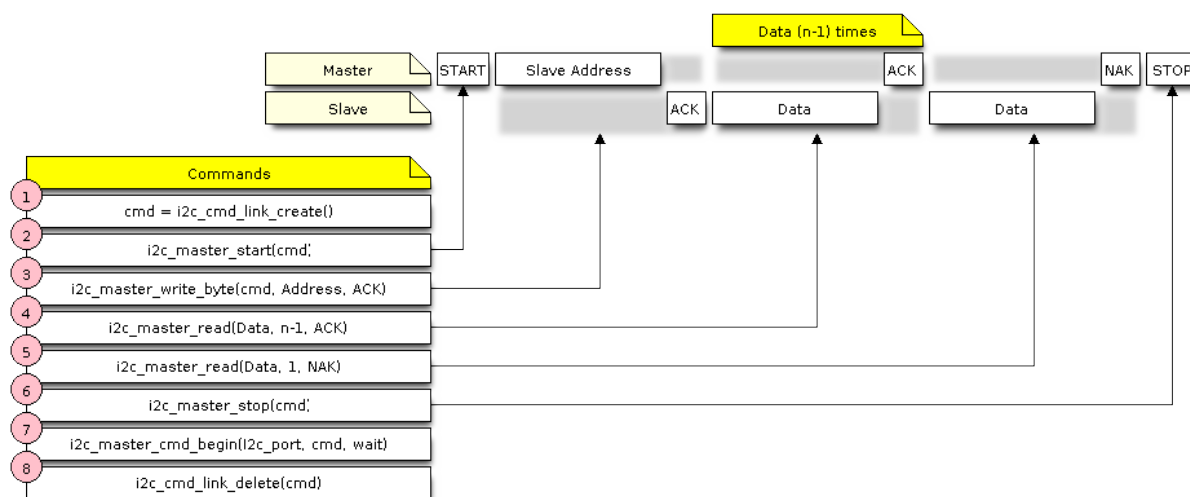 Data (n-1) times
Master START Slave Address ACK NAK STOP
Slave ACK Data Data
Commands
1
cmd = i2c_cmd_link_create()
2
i2c_master_start(cmd;
3
i2c_master_write_byte(cmd, Address, ACK)
4
i2c_master_read(Data, n-1, ACK)
5
i2c_master_read(Data, 1, NAK)
6
i2c_master_stop(cmd;
7
i2c_master_cmd_begin(I2c_port, cmd, wait)
8
i2c_cmd_link_delete(cmd)